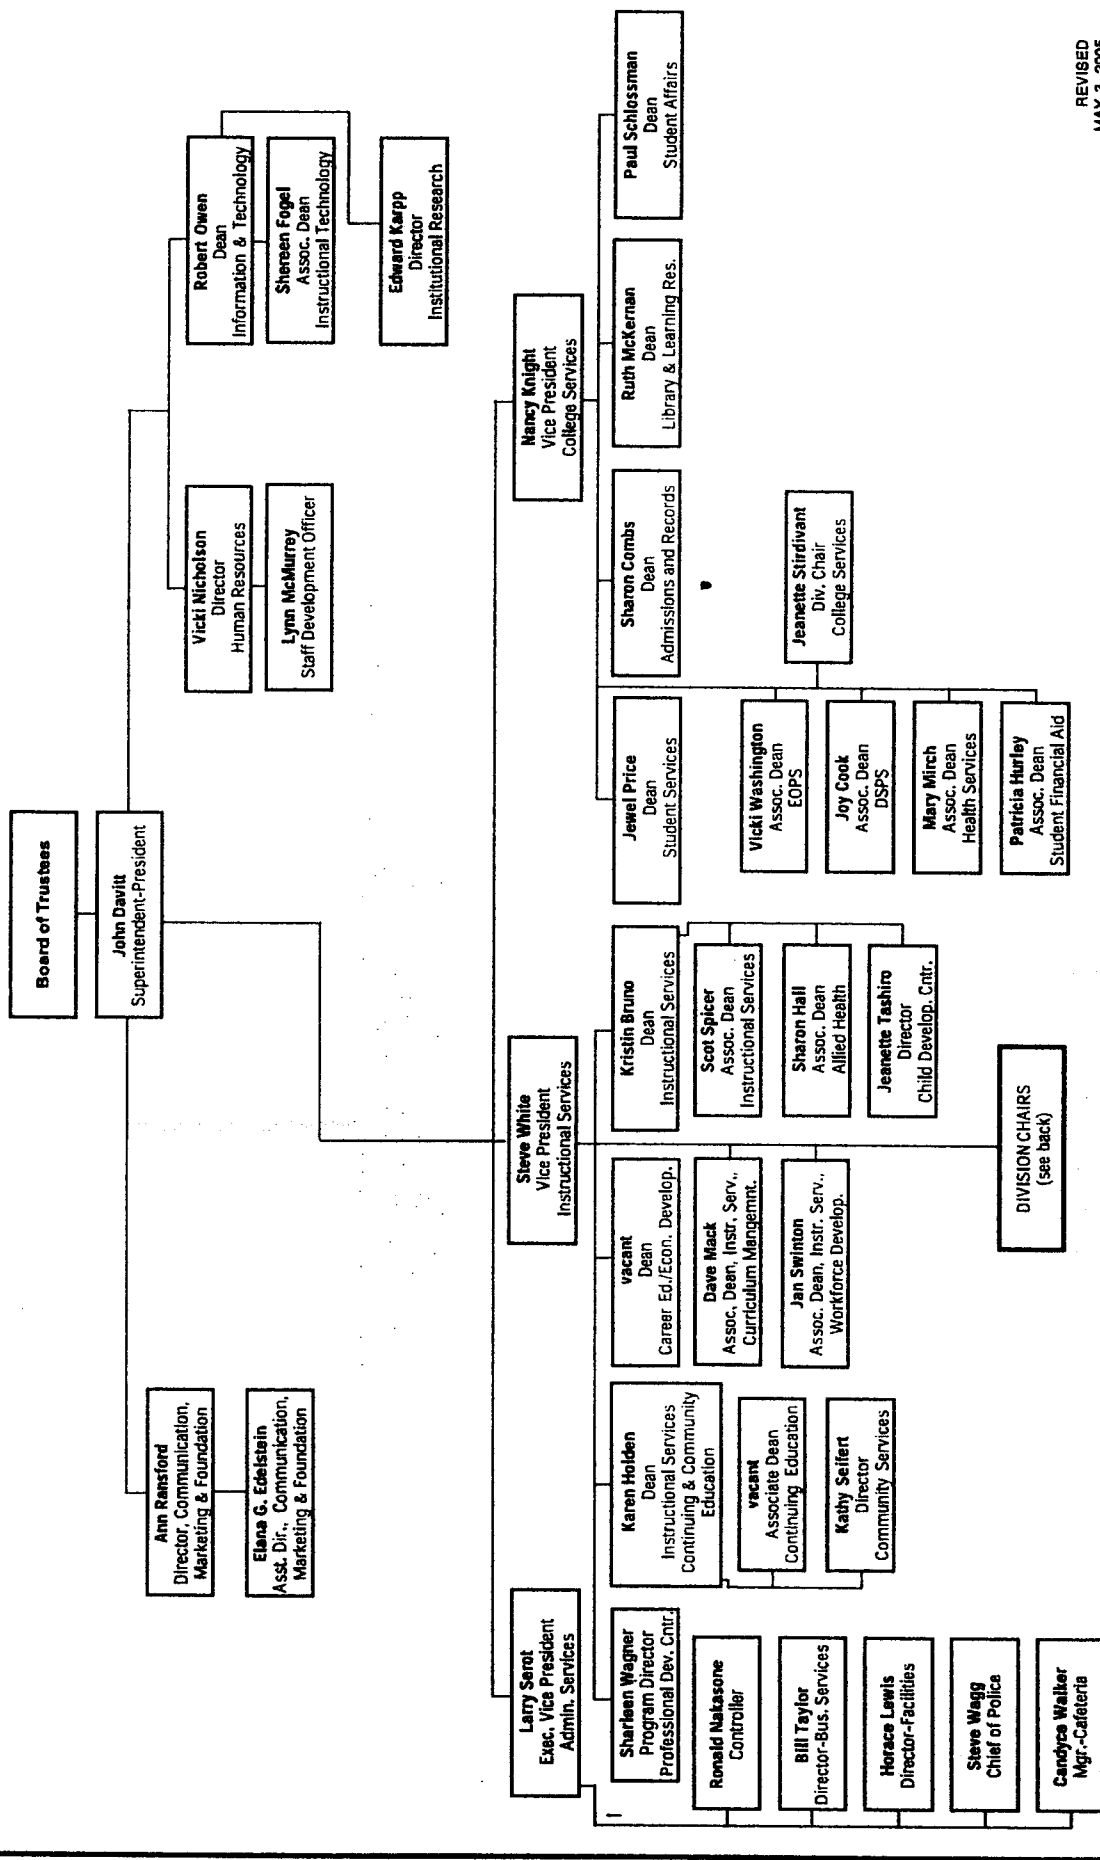 Board of Trustees
John Davitt
Superintendent-President
Ann Ransford
Director, Communication,
Marketing & Foundation
Elana G. Edelstein
Asst. Dir., Communication,
Marketing & Foundation
Vicki Nicholson
Director
Human Resources
Lynn McMurrey
Staff Development Officer
Robert Owen
Dean
Information & Technology
Shereen Fogel
Assoc. Dean
Instructional Technology
Edward Karpp
Director
Institutional Research
Larry Serot
Exec. Vice President
Admin. Services
Steve White
Vice President
Instructional Services
Nancy Knight
Vice President
College Services
Sharleen Wagner
Program Director
Professional Dev. Cntr.
Ronald Nakasone
Controller
Bill Taylor
Director-Bus. Services
Horace Lewis
Director-Facilities
Steve Wagg
Chief of Police
Candyce Walker
Mgr.-Cafeteria
Karen Holden
Dean
Instructional Services
Continuing & Community
Education
vacant
Associate Dean
Continuing Education
Kathy Seifert
Director
Community Services
vacant
Dean
Career Ed./Econ. Develop.
Dave Mack
Assoc, Dean, Instr. Serv.,
Curriculum Mangemnt.
Jan Swinton
Assoc. Dean, Instr. Serv.,
Workforce Develop.
Kristin Bruno
Dean
Instructional Services
Scot Spicer
Assoc. Dean
Instructional Services
Sharon Hall
Assoc. Dean
Allied Health
Jeanette Tashiro
Director
Child Develop. Cntr.
DIVISION CHAIRS
(see back)
Jewel Price
Dean
Student Services
Vicki Washington
Assoc. Dean
EOPS
Joy Cook
Assoc. Dean
DSPS
Mary Mirch
Assoc. Dean
Health Services
Patricia Hurley
Assoc. Dean
Student Financial Aid
Jeanette Stirdivant
Div. Chair
College Services
Sharon Combs
Dean
Admissions and Records
Ruth McKernan
Dean
Library & Learning Res.
Paul Schlossman
Dean
Student Affairs
REVISED
MAY 3, 2005